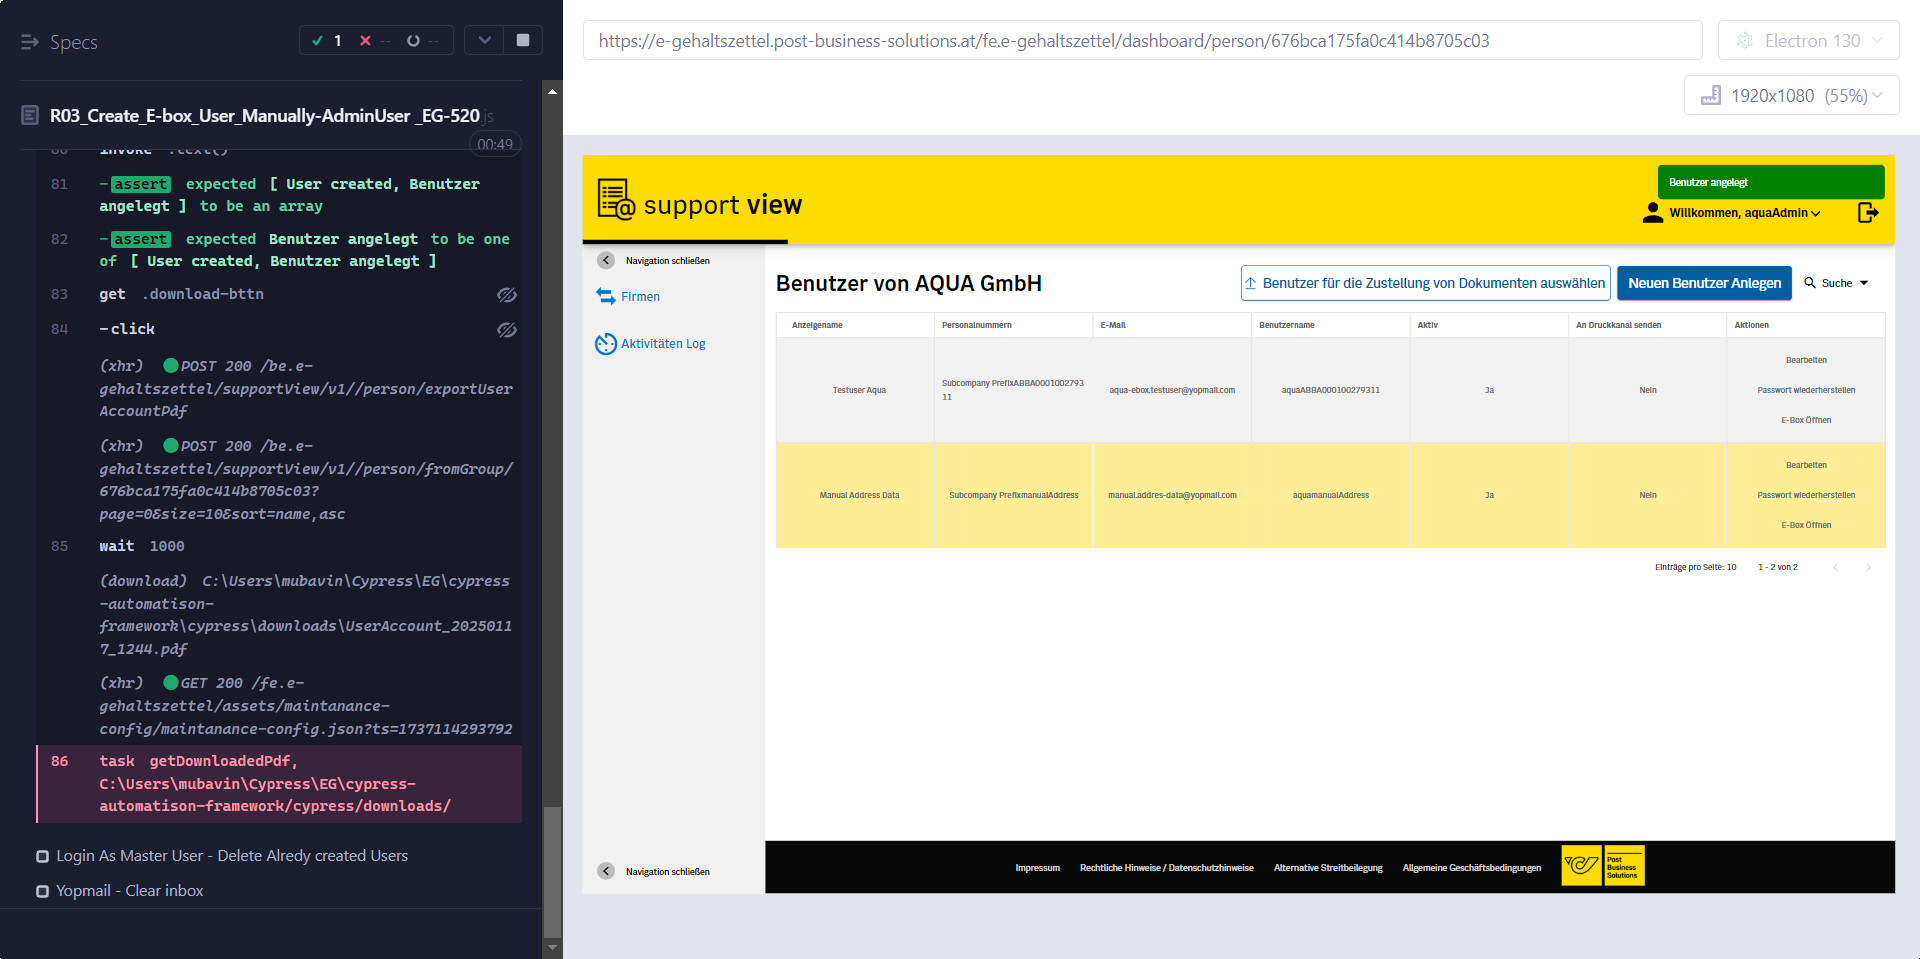 Specs
1
--
--
R03_Create_E-box_User_Manually-AdminUser _EG-520.js
00:49
81 -assert expected [ User created, Benutzer
angelegt ] to be an array
82 -assert expected Benutzer angelegt to be one
of [ User created, Benutzer angelegt ]
83 get .download-bttn
84 -click
(xhr) POST 200 /be.e-
gehaltszettel/supportView/v1//person/exportUser
AccountPdf
(xhr) POST 200 /be.e-
gehaltszettel/supportView/v1//person/fromGroup/
676bca175fa0c414b8705c03?
page=0&size=10&sort=name,asc
85 wait 1000
(download) C:\Users\mubavin\Cypress\EG\cypress
-automatison-
framework\cypress\downloads\UserAccount_2025011
7_1244.pdf
(xhr) GET 200 /fe.e-
gehaltszettel/assets/maintanance-
config/maintanance-config.json?ts=1737114293792
86 task getDownloadedPdf,
C:\Users\mubavin\Cypress\EG\cypress-
automatison-framework/cypress/downloads/
Login As Master User - Delete Alredy created Users
Yopmail - Clear inbox
https://e-gehaltszettel.post-business-solutions.at/fe.e-gehaltszettel/dashboard/person/676bca175fa0c414b8705c03
Electron 130
1920x1080 (55%)
support view
Benutzer angelegt
Willkommen, aquaAdmin
Navigation schließen
Firmen
Aktivitäten Log
Navigation schließen
Benutzer von AQUA GmbH
Benutzer für die Zustellung von Dokumenten auswählen
Neuen Benutzer Anlegen
Suche
Anzeigename Personalnummern E-Mail Benutzername Aktiv An Druckkanal senden Aktionen
Testuser Aqua
Subcompany PrefixABBA0001002793
11
aqua-ebox.testuser@yopmail.com
aquaABBA000100279311
Ja
Nein
Bearbeiten
Passwort wiederherstellen
E-Box Öffnen
Manual Address Data
Subcompany PrefixmanualAddress
manual.addres-data@yopmail.com
aquamanualAddress
Ja
Nein
Bearbeiten
Passwort wiederherstellen
E-Box Öffnen
Einträge pro Seite: 10 1 - 2 von 2
Impressum Rechtliche Hinweise / Datenschutzhinweise Alternative Streitbeilegung Allgemeine Geschäftsbedingungen
Post
Business
Solutions